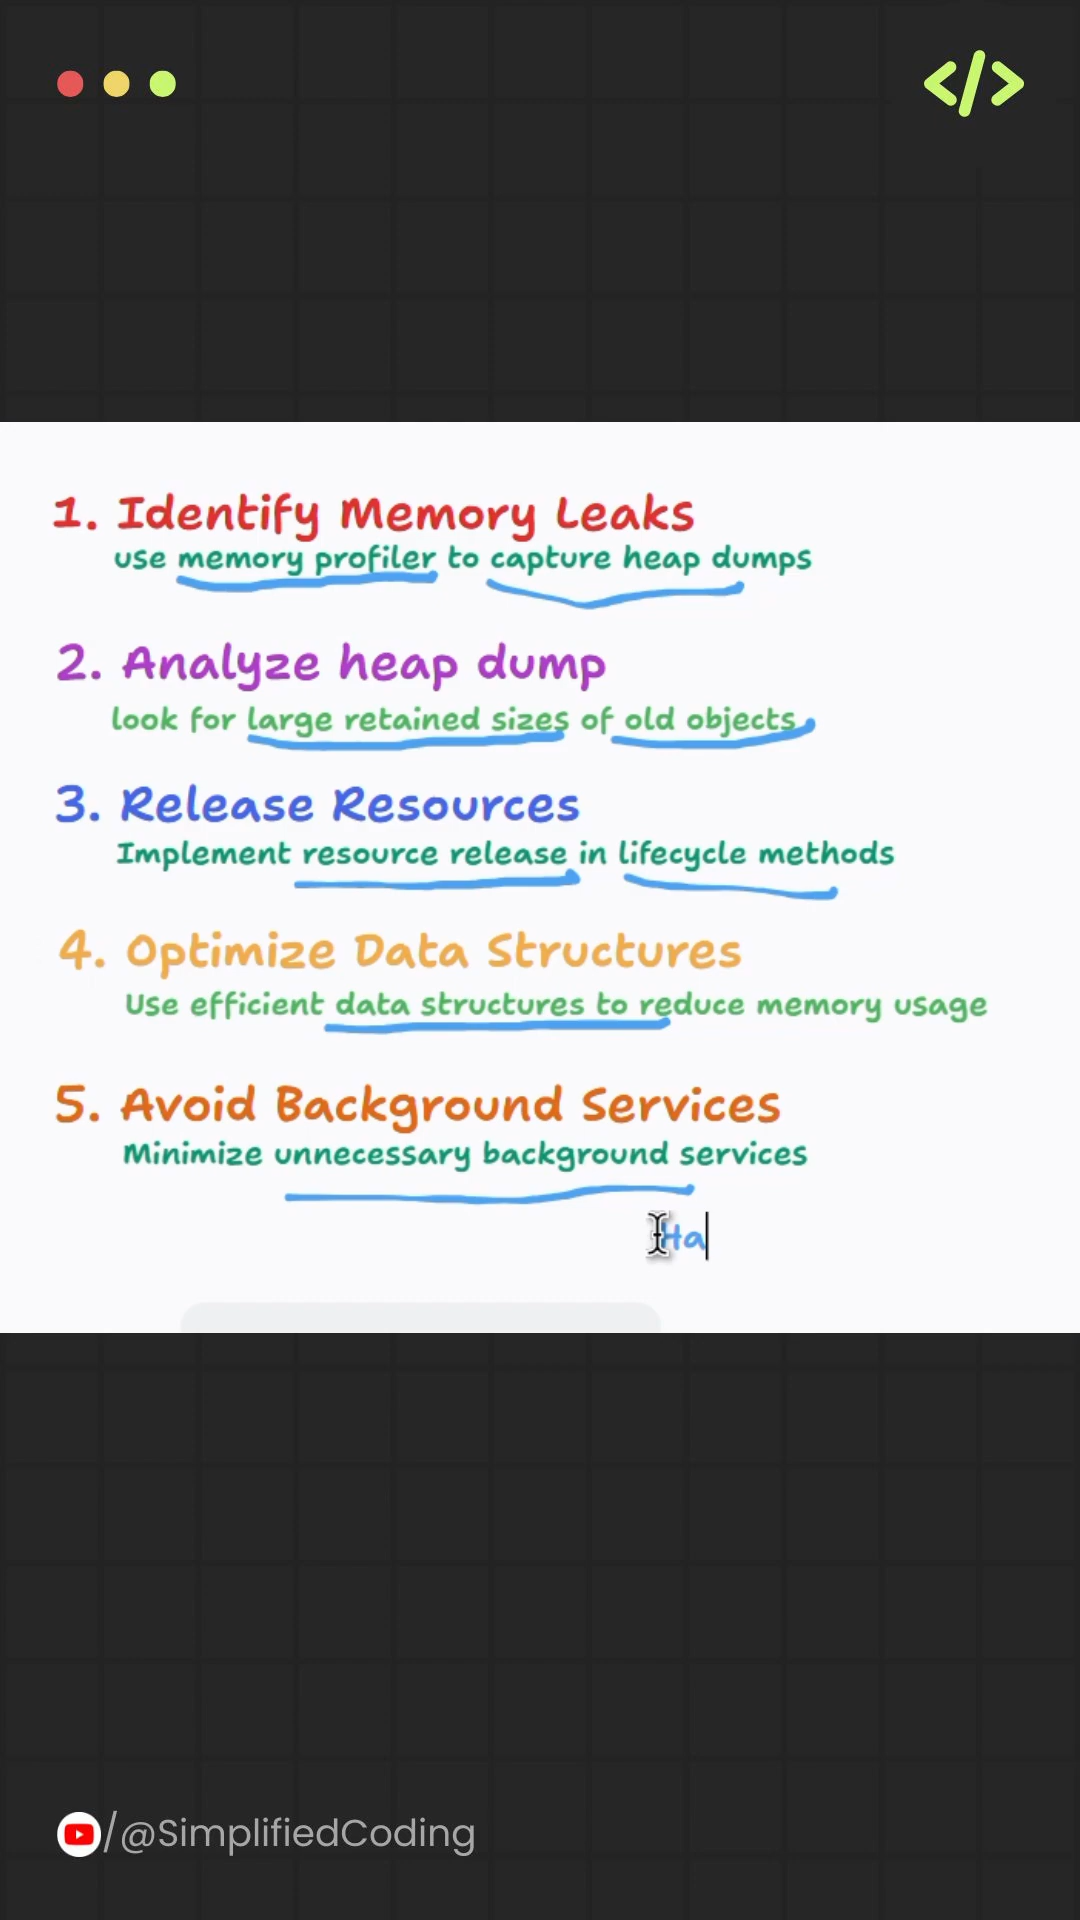 </>
1. Identify Memory Leaks
use memory profiler to capture heap dumps
2. Analyze heap dump
look for large retained sizes of old objects
3. Release Resources
Implement resource release in lifecycle methods
4. Optimize Data Structures
Use efficient data structures to reduce memory usage
5. Avoid Background Services
Minimize unnecessary background services
Ha
/@SimplifiedCoding